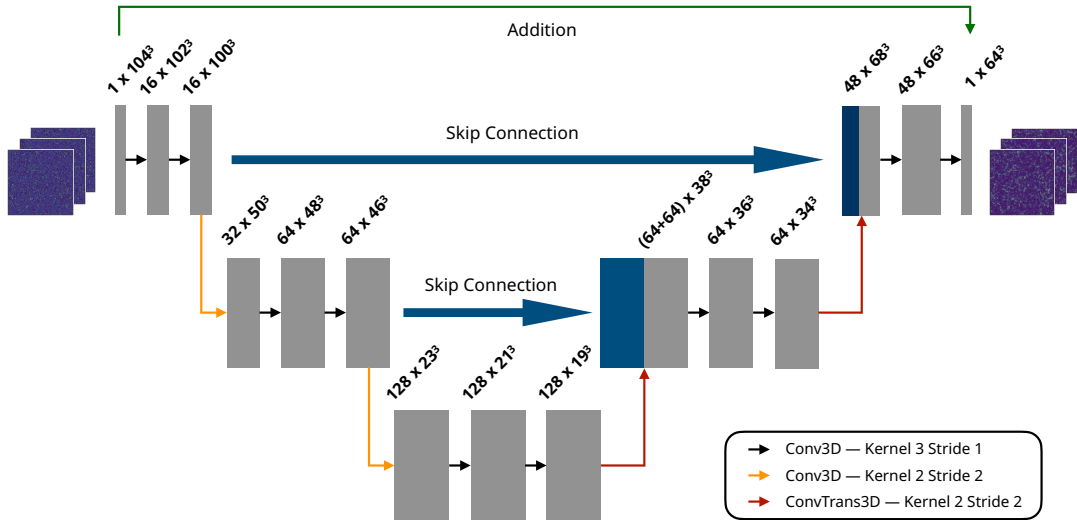 Addition
1 x 104³
16 x 102³
16 x 100³
48 x 68³
48 x 66³
1 x 64³
Skip Connection
32 x 50³
64 x 48³
64 x 46³
(64+64) x 38³
64 x 36³
64 x 34³
Skip Connection
128 x 23³
128 x 21³
128 x 19³
Conv3D — Kernel 3 Stride 1
Conv3D — Kernel 2 Stride 2
ConvTrans3D — Kernel 2 Stride 2